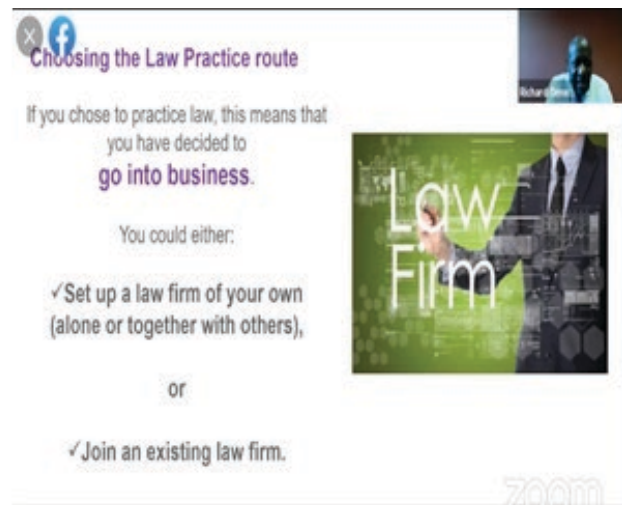 Choosing the Law Practice route
If you chose to practice law, this means that
you have decided to
go into business.
You could either:
✓Set up a law firm of your own
(alone or together with others),
or
✓Join an existing law firm.
Law
Firm
Richard
zoom